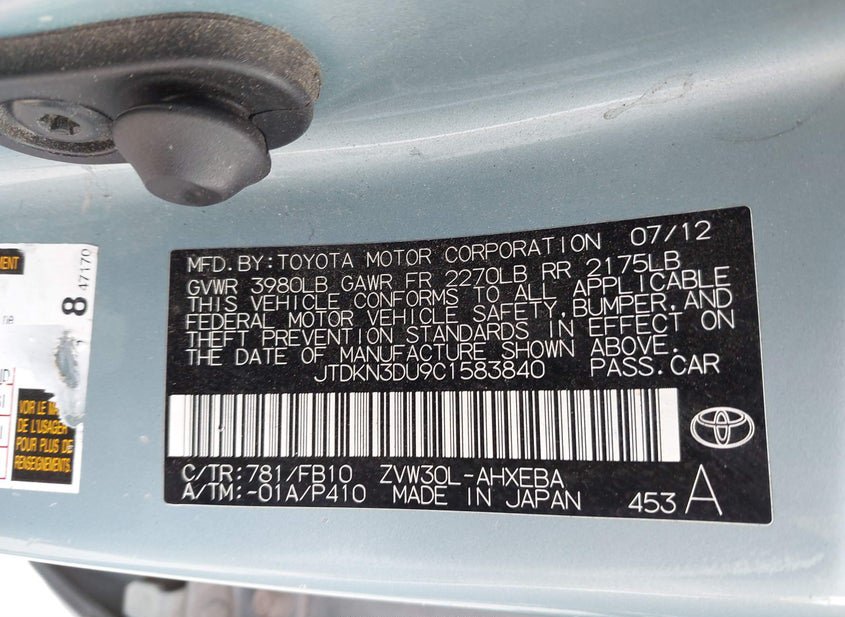 MENT
8 47170
VOIR LE
DE L'USAGER
POUR PLUS DE
RENSEIGNEMENTS.
MFD. BY: TOYOTA MOTOR CORPORATION 07/12
GVWR 3980LB GAWR FR 2270LB RR 2175LB
THIS VEHICLE CONFORMS TO ALL APPLICABLE
FEDERAL MOTOR VEHICLE SAFETY, BUMPER, AND
THEFT PREVENTION STANDARDS IN EFFECT ON
THE DATE OF MANUFACTURE SHOWN ABOVE.
JTDKN3DU9C1583840 PASS. CAR
C/TR: 781/FB10 ZVW30L-AHXEBA
A/TM: -01A/P410 MADE IN JAPAN 453 A